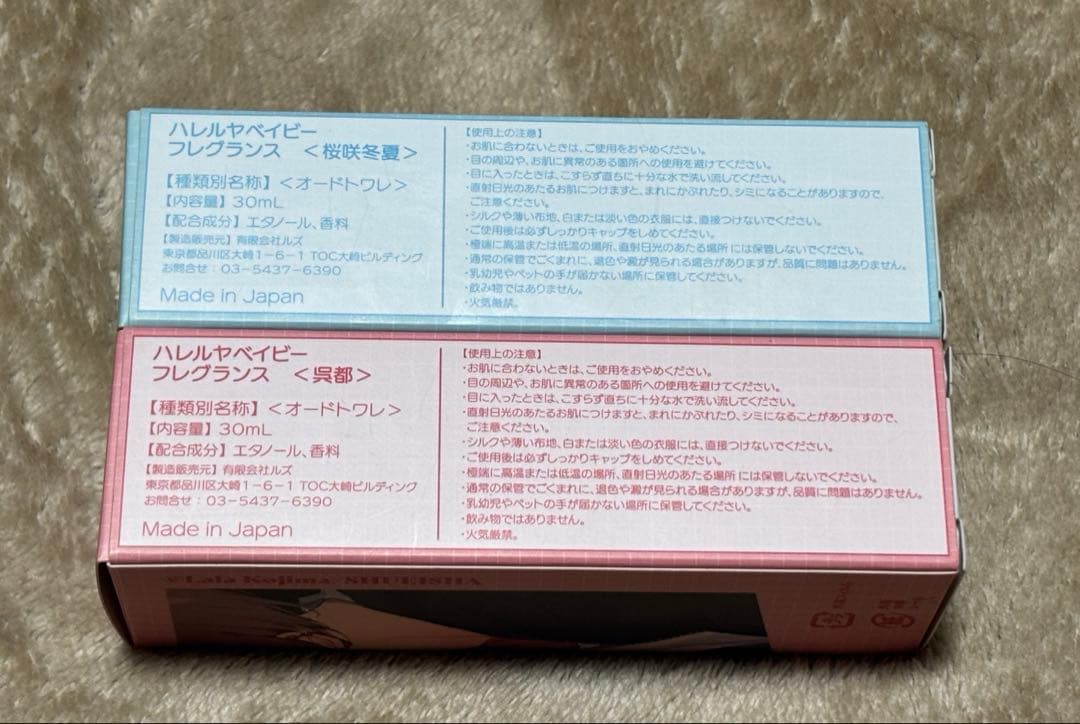 ハレルヤベイビー
フレグランス <桜咲冬夏>
【種類別名称】<オードトワレ>
【内容量】30mL
【配合成分】エタノール、香料
【製造販売元】有限会社ルズ
東京都品川区大崎1-6-1 TOC大崎ビルディング
お問合せ:03-5437-6390
Made in Japan
【使用上の注意】
・お肌に合わないときは、ご使用をおやめください。
・目の周辺や、お肌に異常のある箇所への使用を避けてください。
・目に入ったときは、こすらず直ちに十分な水で洗い流してください。
・直射日光のあたるお肌につけますと、まれにかぶれたり、シミになることがありますので、
ご注意ください。
・シルクや薄い布地、白または淡い色の衣服には、直接つけないでください。
・ご使用後は必ずしっかりキャップをしめてください。
・極端に高温または低温の場所、直射日光のあたる場所には保管しないでください。
・通常の保管でごくまれに、退色や澱が見られる場合がありますが、品質に問題はありません。
・乳幼児やペットの手が届かない場所に保管してください。
・飲み物ではありません。
・火気厳禁。
ハレルヤベイビー
フレグランス <呉都>
【種類別名称】<オードトワレ>
【内容量】30mL
【配合成分】エタノール、香料
【製造販売元】有限会社ルズ
東京都品川区大崎1-6-1 TOC大崎ビルディング
お問合せ:03-5437-6390
Made in Japan
【使用上の注意】
・お肌に合わないときは、ご使用をおやめください。
・目の周辺や、お肌に異常のある箇所への使用を避けてください。
・目に入ったときは、こすらず直ちに十分な水で洗い流してください。
・直射日光のあたるお肌につけますと、まれにかぶれたり、シミになることがありますので、
ご注意ください。
・シルクや薄い布地、白または淡い色の衣服には、直接つけないでください。
・ご使用後は必ずしっかりキャップをしめてください。
・極端に高温または低温の場所、直射日光のあたる場所には保管しないでください。
・通常の保管でごくまれに、退色や澱が見られる場合がありますが、品質に問題はありません。
・乳幼児やペットの手が届かない場所に保管してください。
・飲み物ではありません。
・火気厳禁。
©Lala Kojima/SHUEISHA